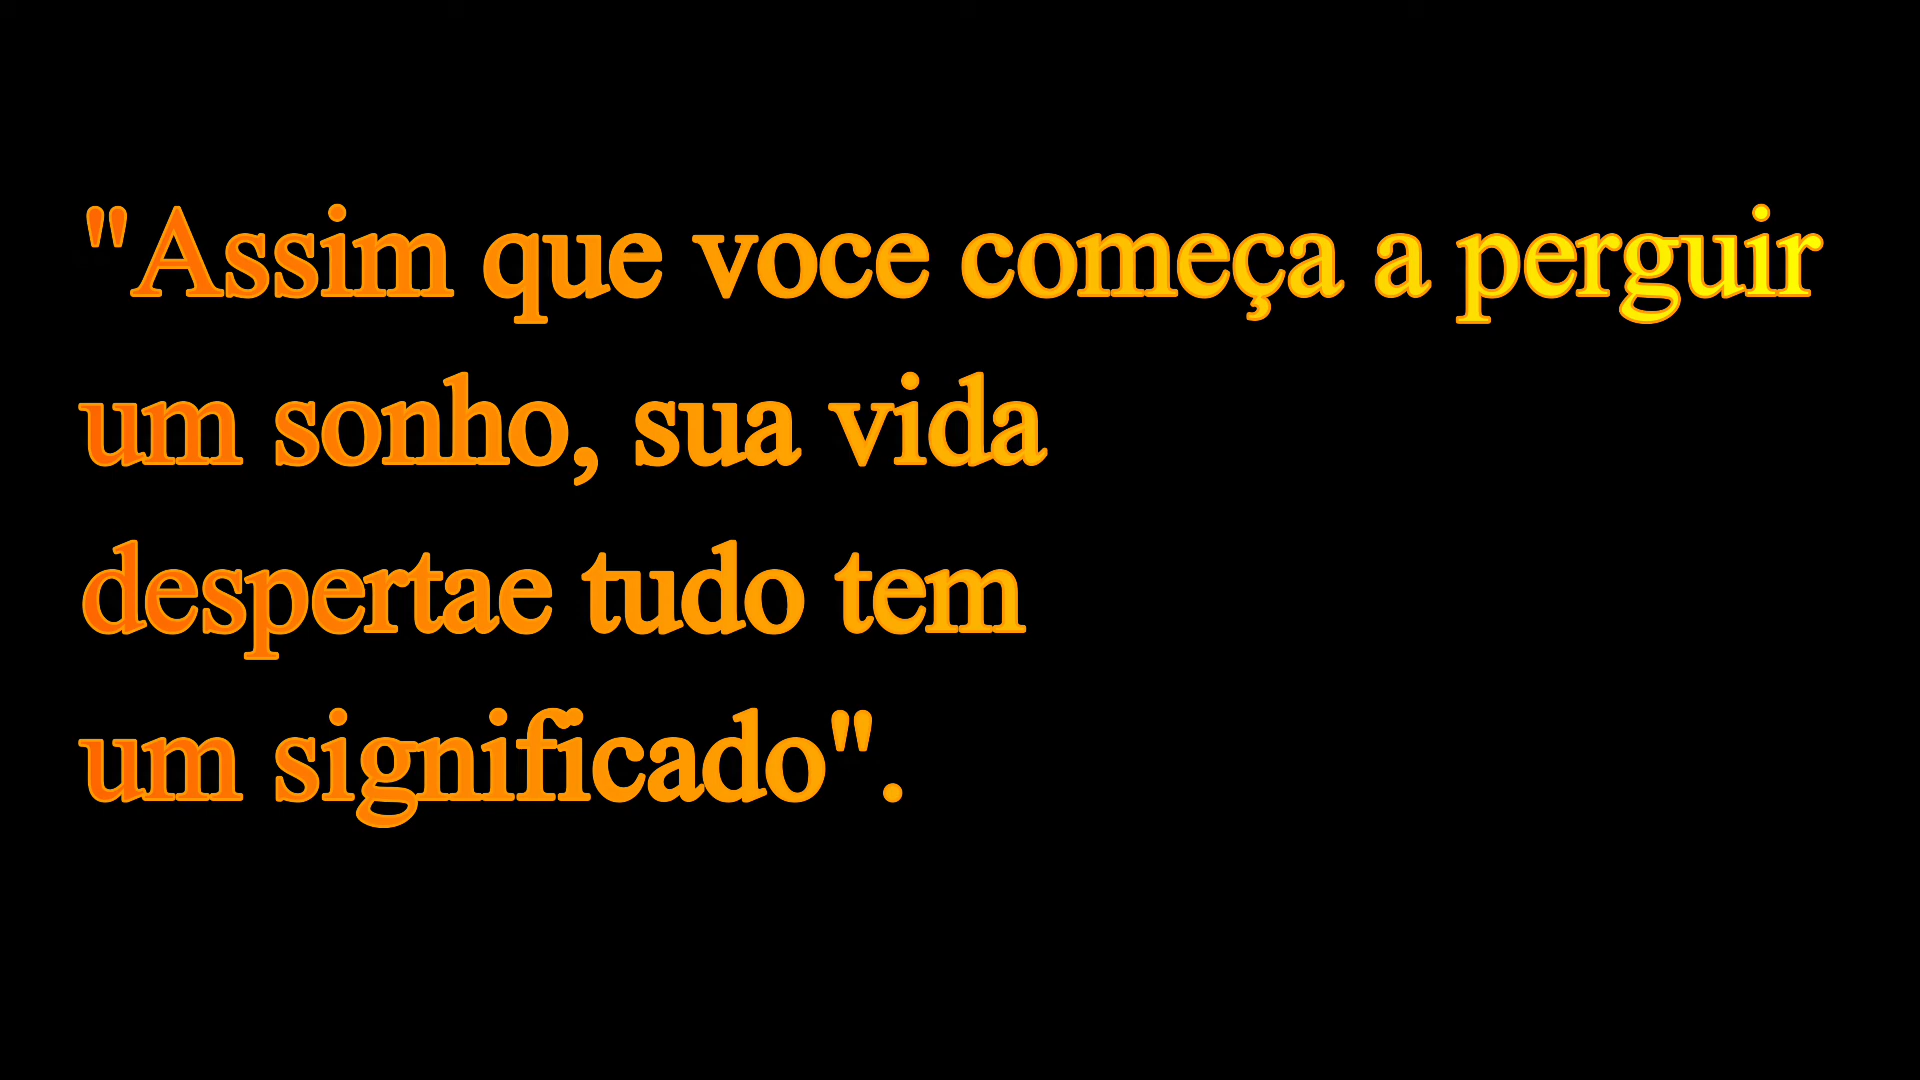 "Assim que voce começa a perguir
um sonho, sua vida
despertae tudo tem
um significado".